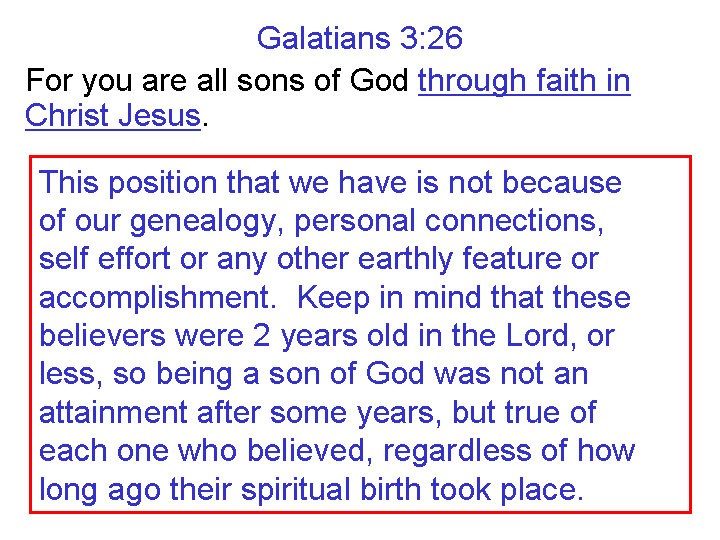 Galatians 3:26
For you are all sons of God through faith in
Christ Jesus.
This position that we have is not because
of our genealogy, personal connections,
self effort or any other earthly feature or
accomplishment.  Keep in mind that these
believers were 2 years old in the Lord, or
less, so being a son of God was not an
attainment after some years, but true of
each one who believed, regardless of how
long ago their spiritual birth took place.